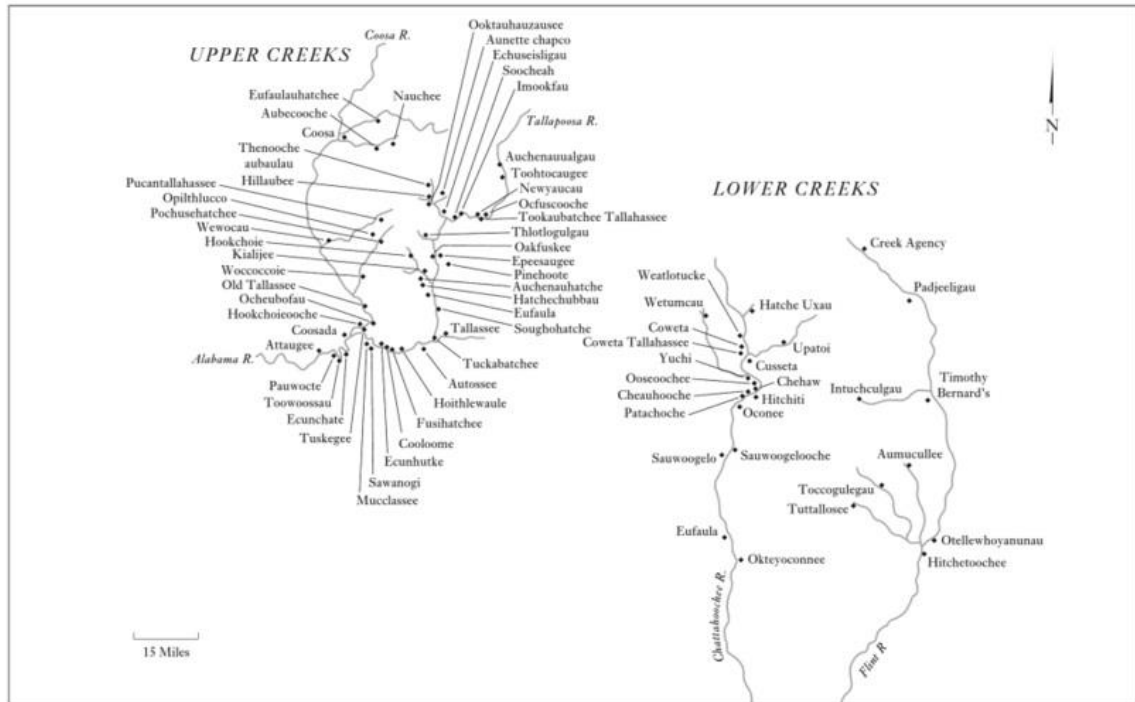 UPPER CREEKS
Coosa R.
Ooktauhauzausee
Aunette chapco
Echuseisligau
Soocheah
Imookfau
Eufaulauhatchee
Nauchee
Aubecooche
Coosa
Tallapoosa R.
Thenooche
aubaulau
Hillaubee
Auchenauualgau
Toohtocaugee
Newyaucau
Ocfuscooche
Tookaubatchee Tallahassee
Pucantallahassee
Opilthlucco
Pochusehatchee
Wewocau
Hookchoie
Kialijee
Woccoccoie
Old Tallassee
Ocheubofau
Hookchoieooche
Coosada
Attaugee
Alabama R.
Thlotlogulgau
Oakfuskee
Epeesaugee
Pinehoote
Auchenauhatche
Hatchechubbau
Eufaula
Soughohatche
Tallassee
Tuckabatchee
Autossee
Hoithlewaule
Fusihatchee
Cooloome
Ecunhutke
Sawanogi
Mucclassee
Pauwocte
Toowoossau
Ecunchate
Tuskegee
15 Miles
N
LOWER CREEKS
Creek Agency
Weatlotucke
Padjeeligau
Wetumcau
Hatche Uxau
Coweta
Coweta Tallahassee
Upatoi
Yuchi
Cusseta
Ooseoochee
Chehaw
Cheauhooche
Hitchiti
Patachoche
Oconee
Intuchculgau
Timothy
Bernard's
Sauwoogelo
Sauwoogelooche
Aumucullee
Toccogulegau
Tuttallosee
Eufaula
Otellewhoyanunau
Okteyoconnee
Hitchetoochee
Chattahoochee R.
Flint R